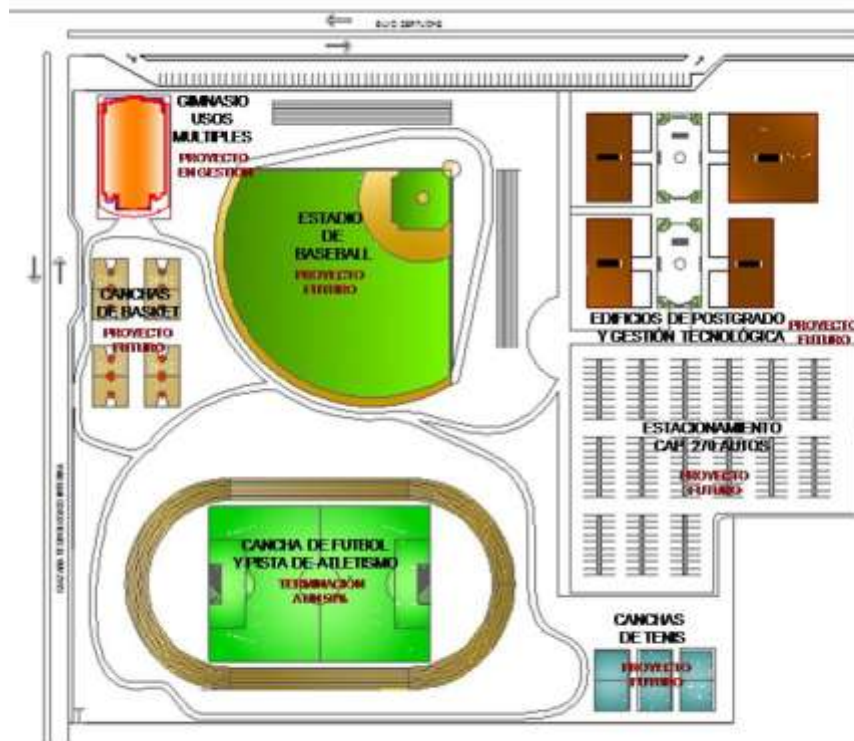 GIMNASIO
USOS
MULTIPLES
PROYECTO
EN GESTIÓN
ESTADIO
DE
BASEBALL
PROYECTO
FUTURO
CANCHAS
DE BASKET
PROYECTO
FUTURO
EDIFICIOS DE POSTGRADO
Y GESTIÓN TECNOLÓGICA
PROYECTO
FUTURO
ESTACIONAMIENTO
CAP. 270 AUTOS
PROYECTO
FUTURO
CANCHA DE FUTBOL
Y PISTA DE ATLETISMO
TERMINACIÓN
CANCHAS
DE TENIS
PROYECTO
FUTURO